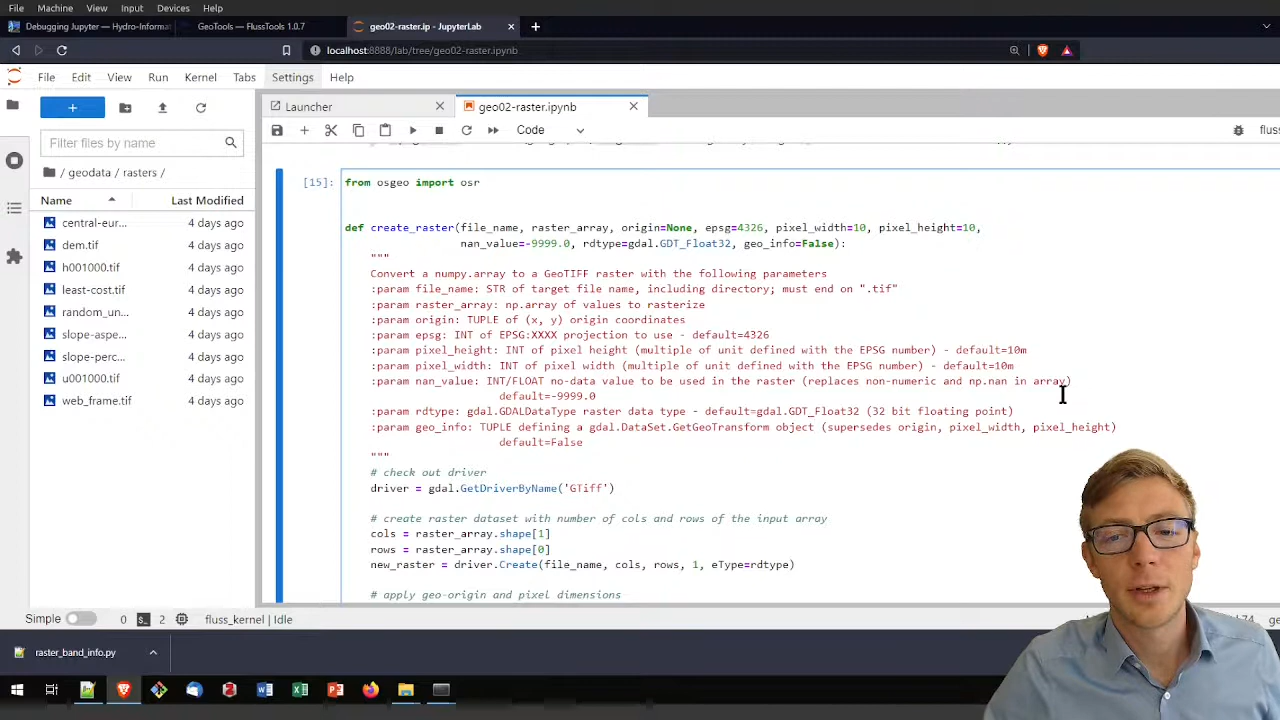 File Machine View Input Devices Help
Debugging Jupyter — Hydro-Informat
GeoTools — FlussTools 1.0.7
geo02-raster.ip - JupyterLab
localhost:8888/lab/tree/geo02-raster.ipynb
File Edit View Run Kernel Tabs Settings Help
Launcher
geo02-raster.ipynb
Code
fluss
Filter files by name
/ geodata / rasters /
Name Last Modified
central-eur... 4 days ago
dem.tif 4 days ago
h001000.tif 4 days ago
least-cost.tif 4 days ago
random_un... 4 days ago
slope-aspe... 4 days ago
slope-perc... 4 days ago
u001000.tif 4 days ago
web_frame.tif 4 days ago
[15]: from osgeo import osr
def create_raster(file_name, raster_array, origin=None, epsg=4326, pixel_width=10, pixel_height=10,
nan_value=-9999.0, rdtype=gdal.GDT_Float32, geo_info=False):
"""
Convert a numpy.array to a GeoTIFF raster with the following parameters
:param file_name: STR of target file name, including directory; must end on ".tif"
:param raster_array: np.array of values to rasterize
:param origin: TUPLE of (x, y) origin coordinates
:param epsg: INT of EPSG:XXXX projection to use - default=4326
:param pixel_height: INT of pixel height (multiple of unit defined with the EPSG number) - default=10m
:param pixel_width: INT of pixel width (multiple of unit defined with the EPSG number) - default=10m
:param nan_value: INT/FLOAT no-data value to be used in the raster (replaces non-numeric and np.nan in array)
default=-9999.0
:param rdtype: gdal.GDALDataType raster data type - default=gdal.GDT_Float32 (32 bit floating point)
:param geo_info: TUPLE defining a gdal.DataSet.GetGeoTransform object (supersedes origin, pixel_width, pixel_height)
default=False
"""
# check out driver
driver = gdal.GetDriverByName('GTiff')
# create raster dataset with number of cols and rows of the input array
cols = raster_array.shape[1]
rows = raster_array.shape[0]
new_raster = driver.Create(file_name, cols, rows, 1, eType=rdtype)
# apply geo-origin and pixel dimensions
Simple 0 2 fluss_kernel | Idle
raster_band_info.py